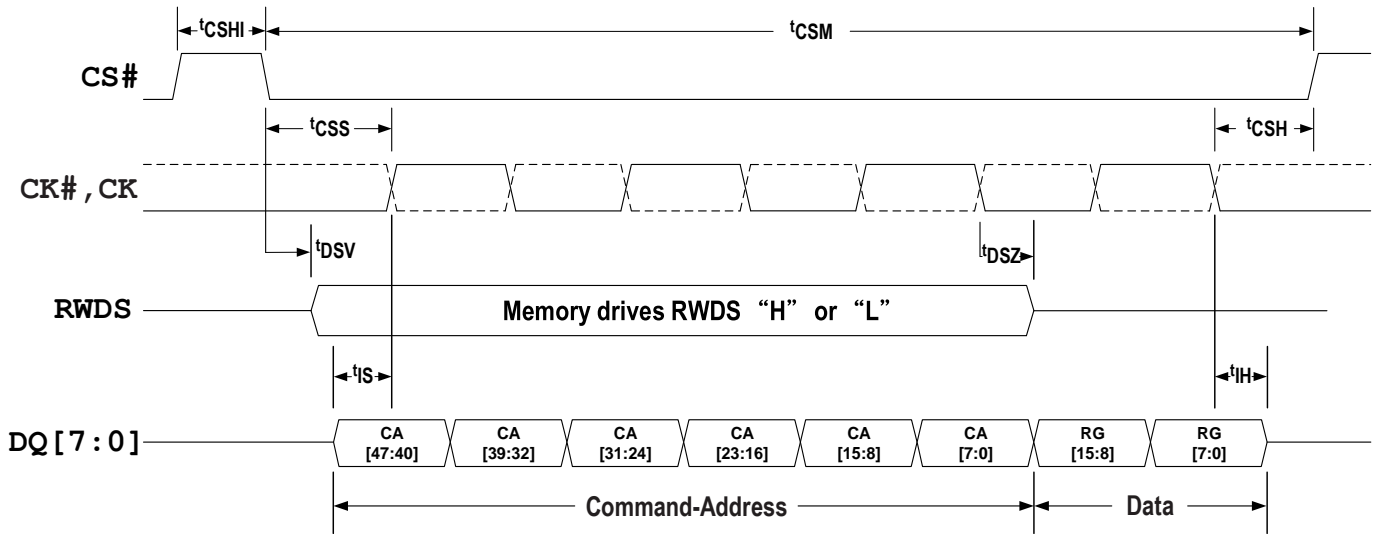 tCSHI
tCSM
CS#
tCSS
tCSH
CK#,CK
tDSV
tDSZ
RWDS
Memory drives RWDS “H” or “L”
tIS
tIH
DQ[7:0]
CA
[47:40]
CA
[39:32]
CA
[31:24]
CA
[23:16]
CA
[15:8]
CA
[7:0]
RG
[15:8]
RG
[7:0]
Command-Address
Data